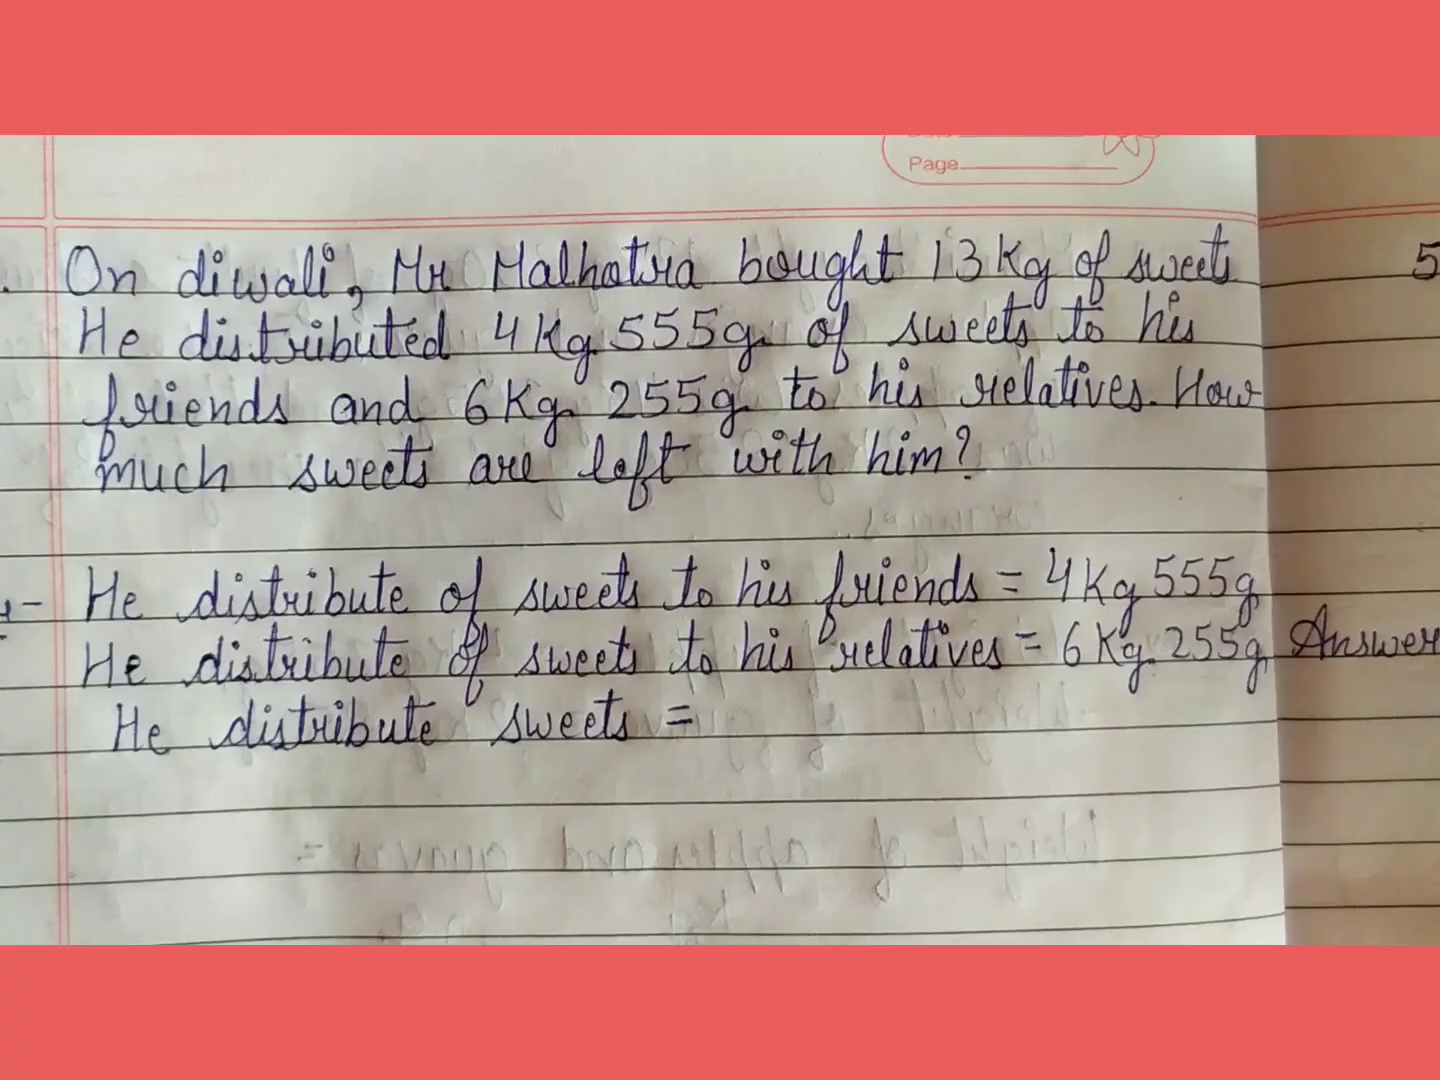 Page
On diwali, Mr Malhotra bought 13 Kg of sweets
He distributed 4 Kg. 555g. of sweets to his
friends and 6 Kg. 255g. to his relatives. How
much sweets are left with him?
He distribute of sweets to his friends = 4Kg 555g
He distribute of sweets to his relatives = 6 Kg. 255g.
He distribute sweets =
5
Answer